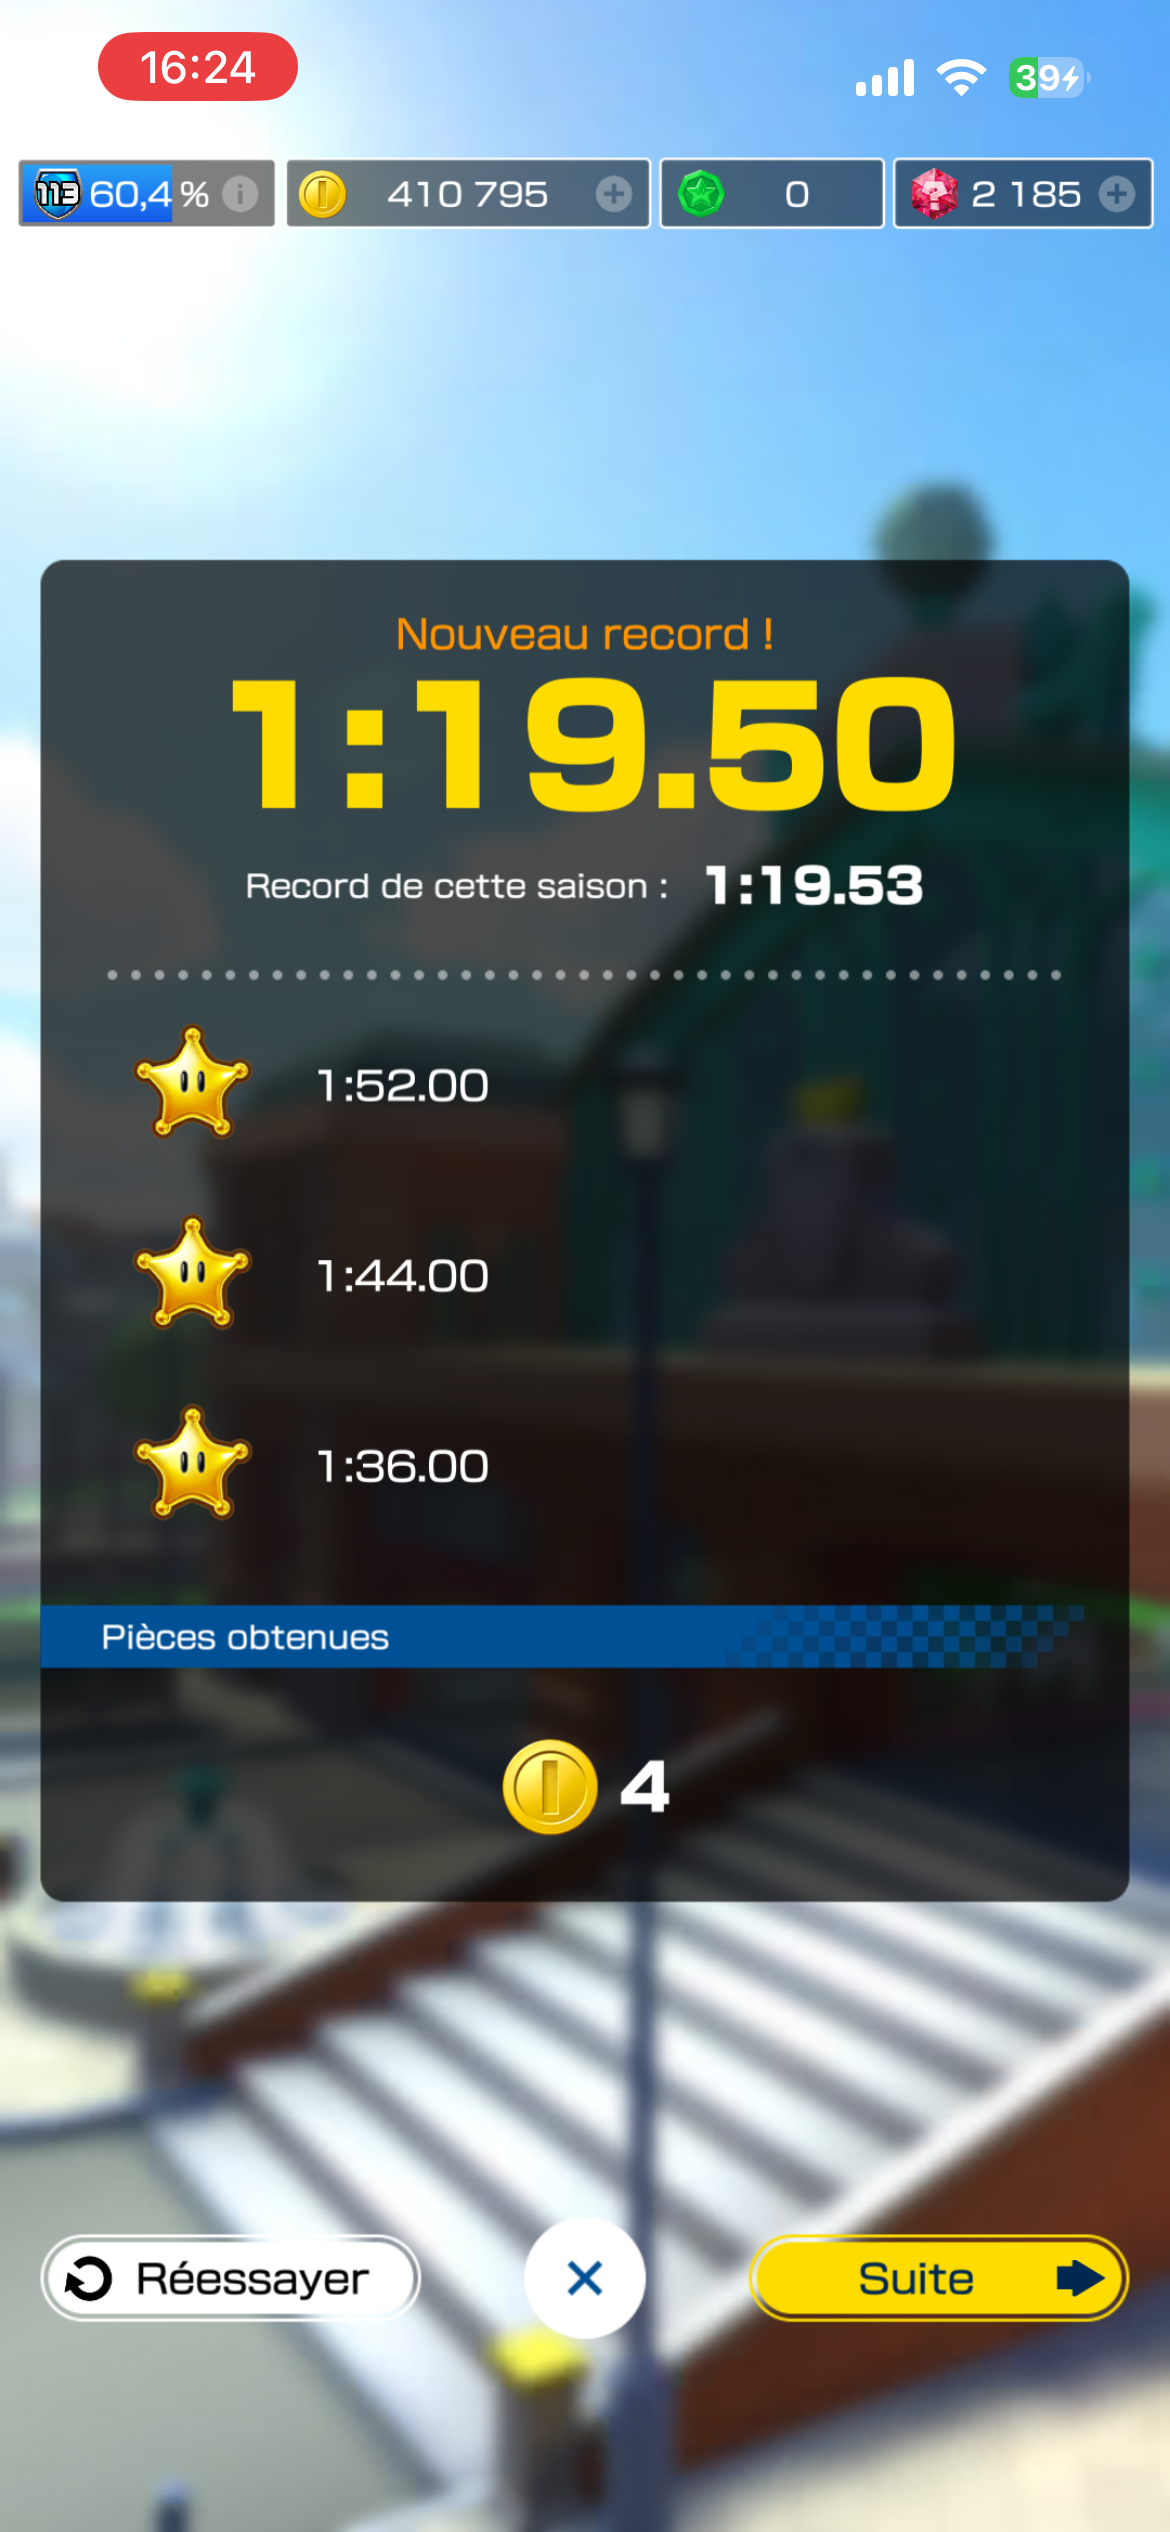 16:24
39
113 60,4 % i 410 795 + 0 2 185 +
Nouveau record !
1:19.50
Record de cette saison : 1:19.53
1:52.00
1:44.00
1:36.00
Pièces obtenues
4
Réessayer × Suite